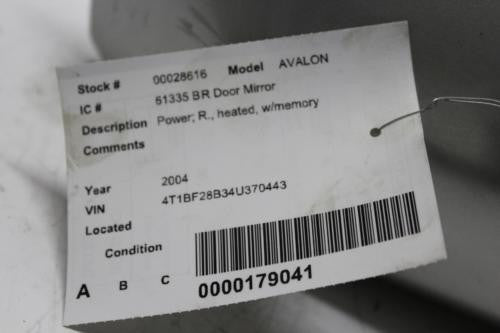 Stock # 00028616 Model AVALON
IC # 61335 BR Door Mirror
Description Power; R., heated, w/memory
Comments
Year 2004
VIN 4T1BF28B34U370443
Located
Condition
A B C
0000179041